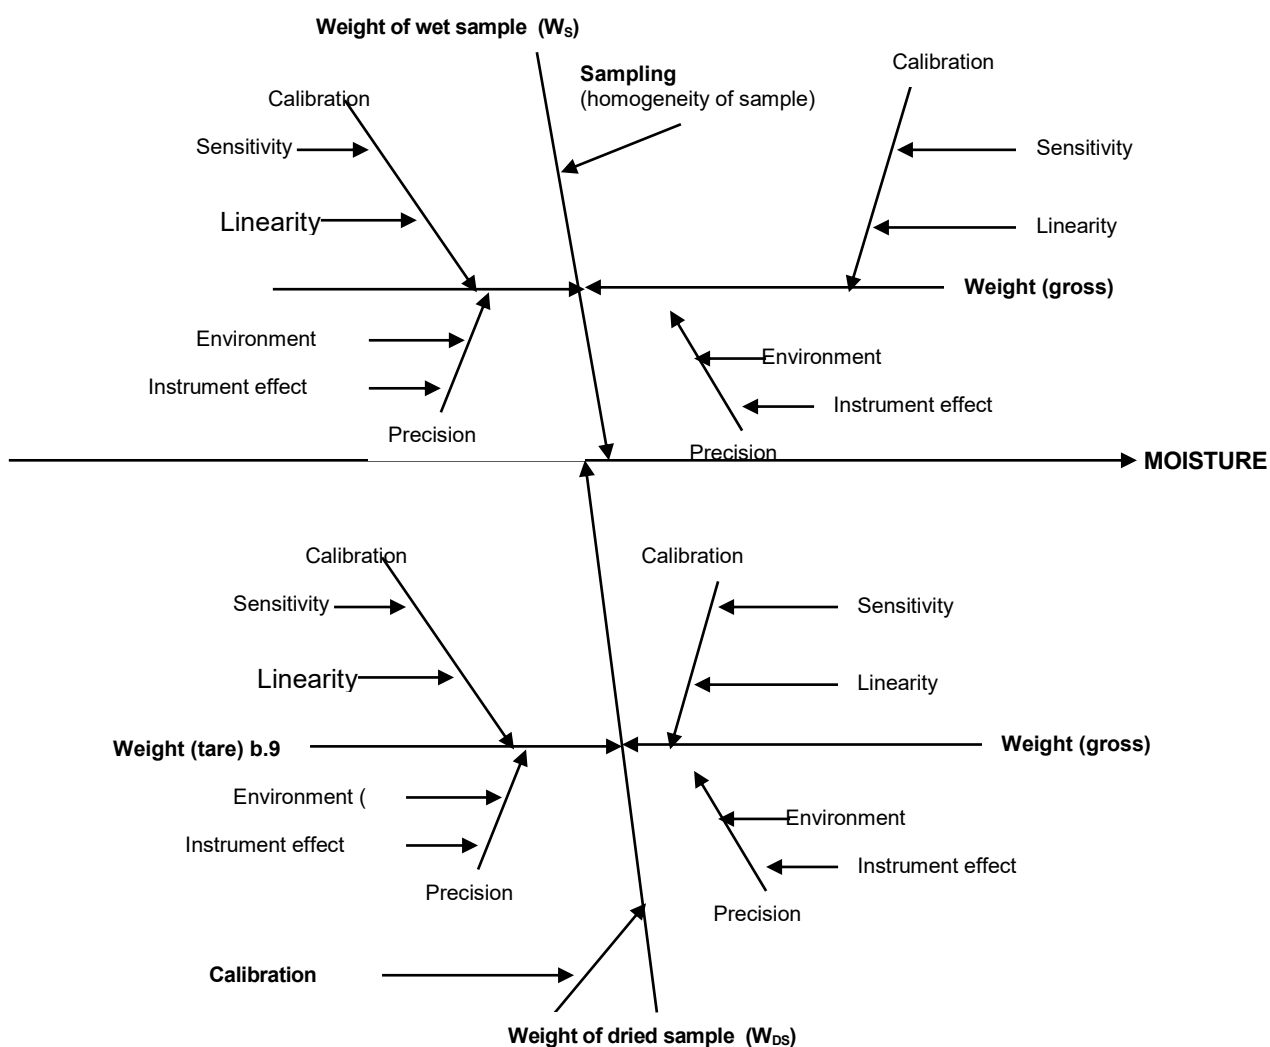 Weight of wet sample (WS)
Calibration
Sampling
(homogeneity of sample)
Calibration
Sensitivity
Sensitivity
Linearity
Linearity
Weight (gross)
Environment
Environment
Instrument effect
Instrument effect
Precision
Precision
MOISTURE
Calibration
Calibration
Sensitivity
Sensitivity
Linearity
Linearity
Weight (tare) b.9
Weight (gross)
Environment (
Environment
Instrument effect
Instrument effect
Precision
Precision
Calibration
Weight of dried sample (WDS)